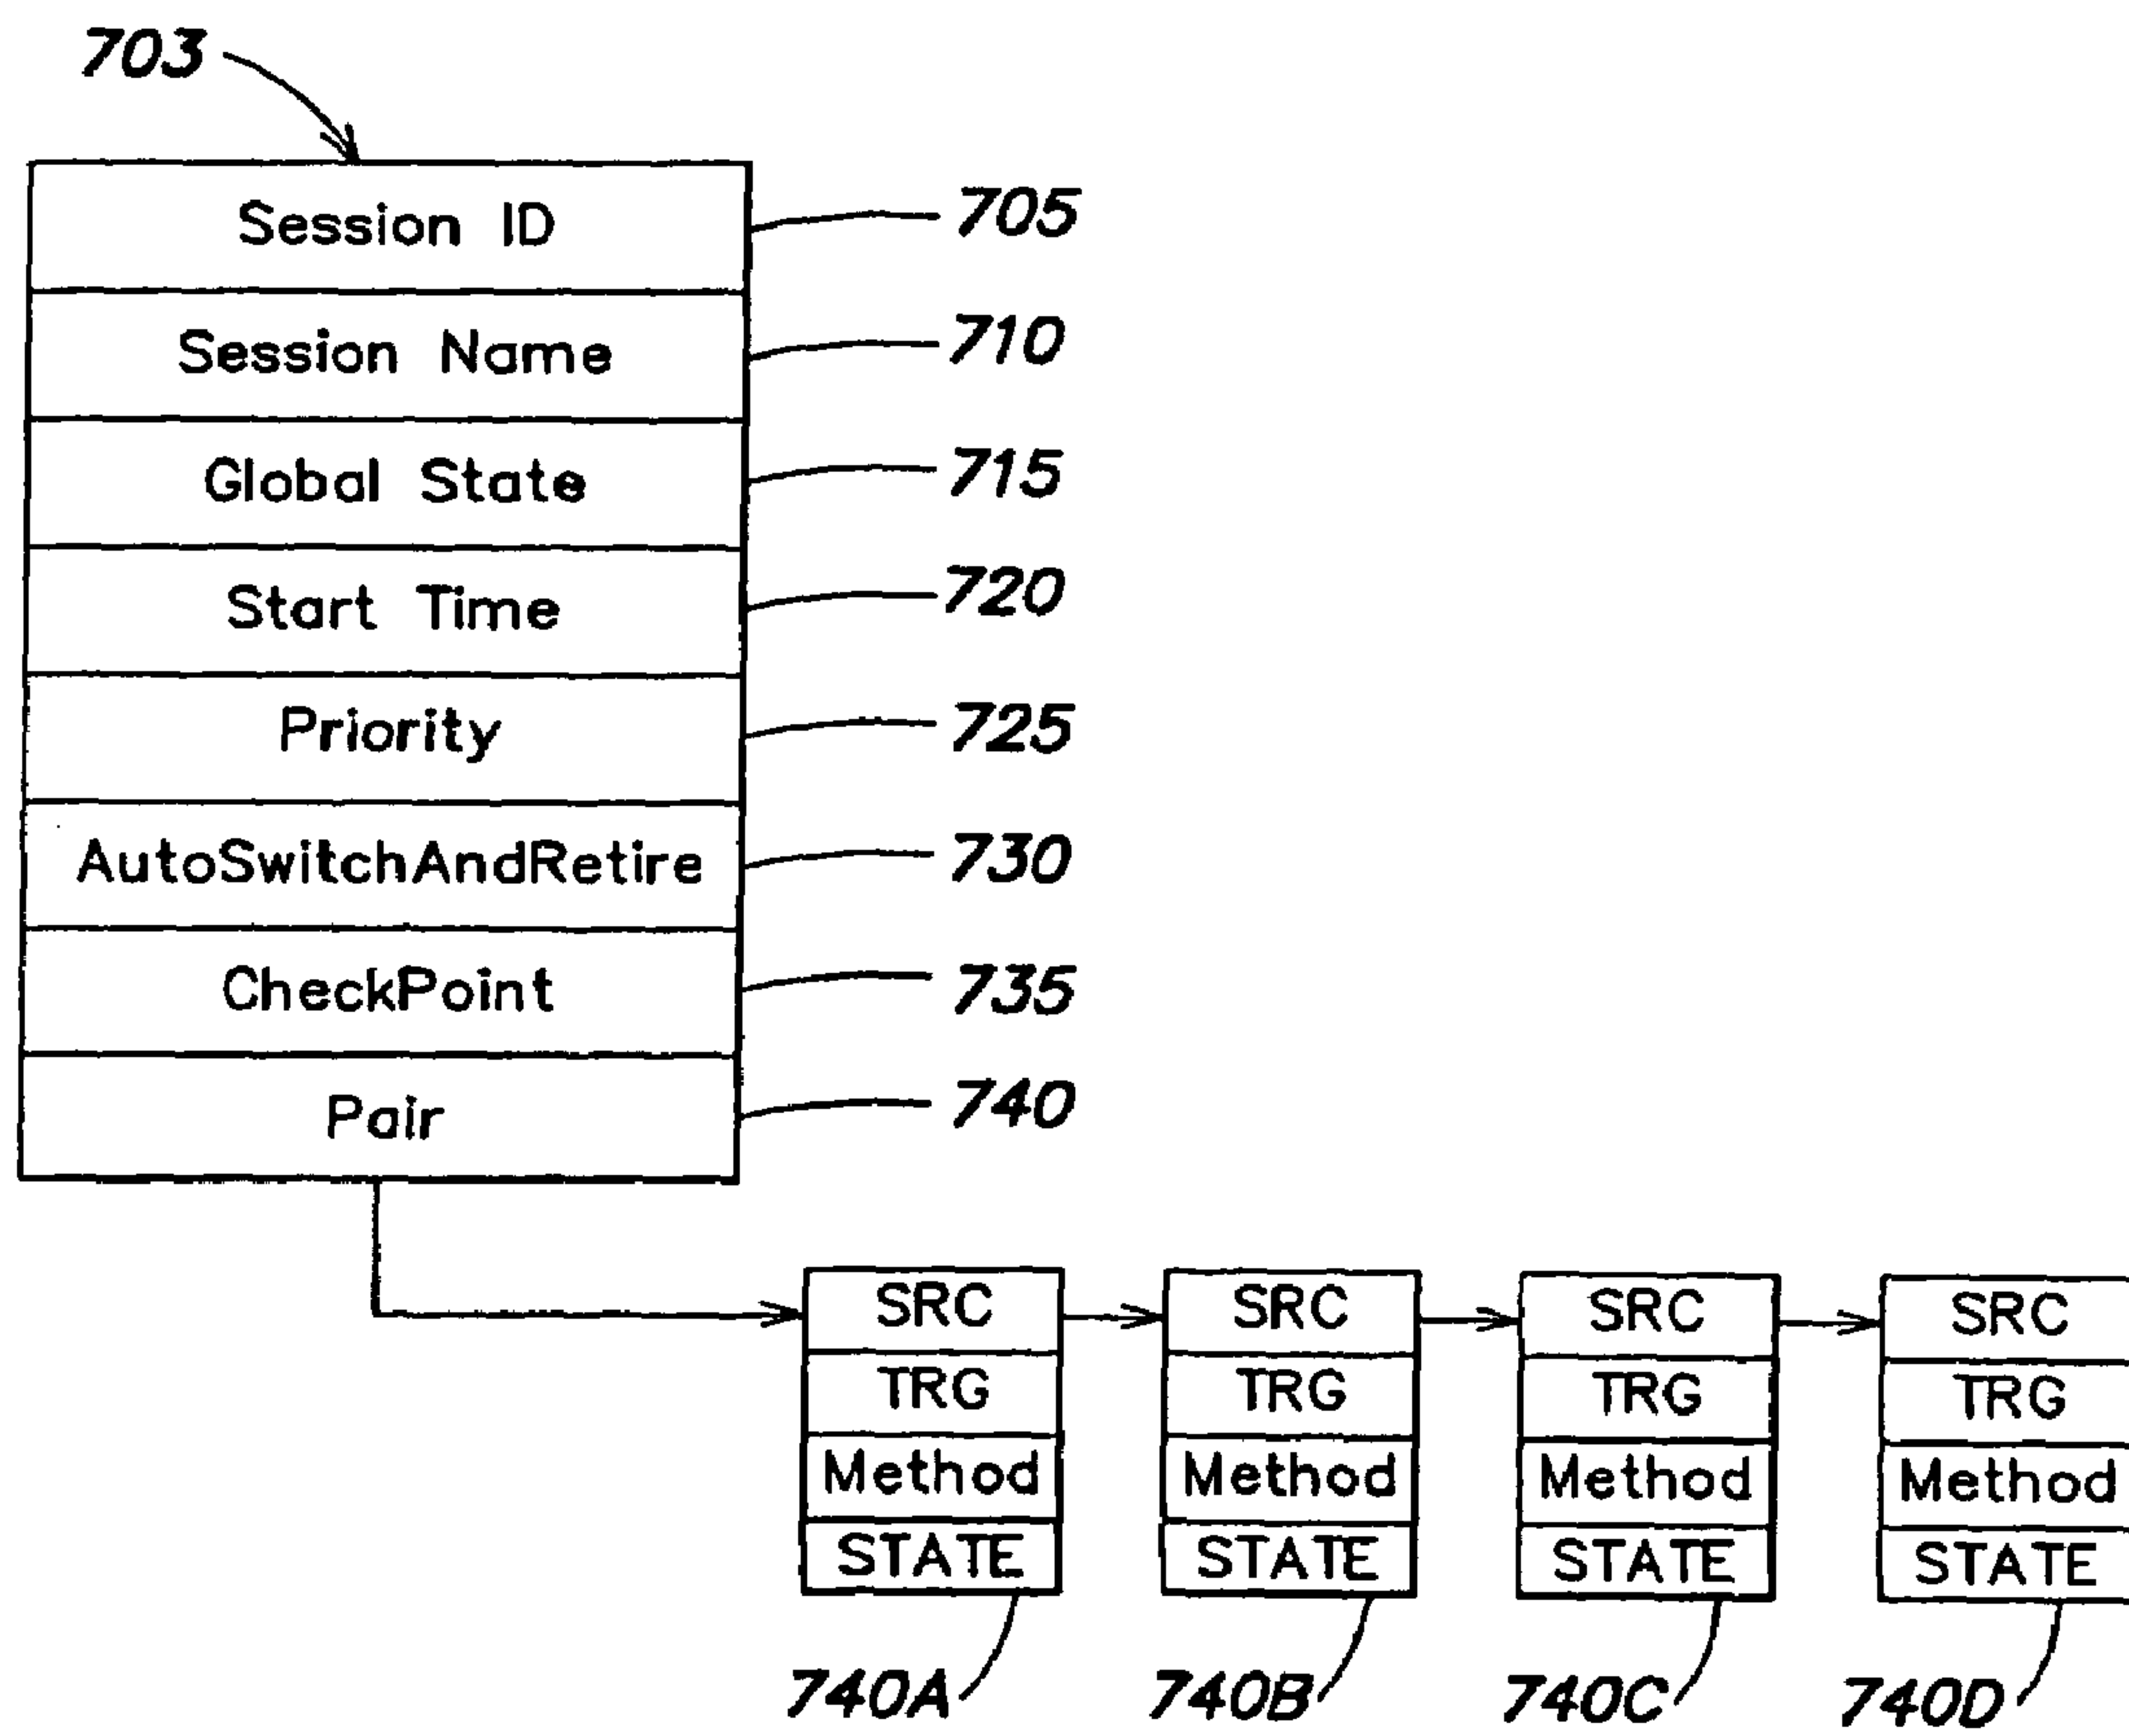 703
Session ID 705
Session Name 710
Global State 715
Start Time 720
Priority 725
AutoSwitchAndRetire 730
CheckPoint 735
Pair 740
SRC SRC SRC SRC
TRG TRG TRG TRG
Method Method Method Method
STATE STATE STATE STATE
740A 740B 740C 740D